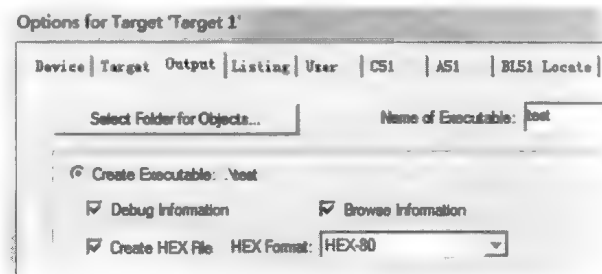 Options for Target 'Target 1'
Device Target Output Listing User C51 A51 BL51 Locate
Select Folder for Objects... Name of Executable: test
Create Executable: .\test
Debug Information Browse Information
Create HEX File HEX Format: HEX-80